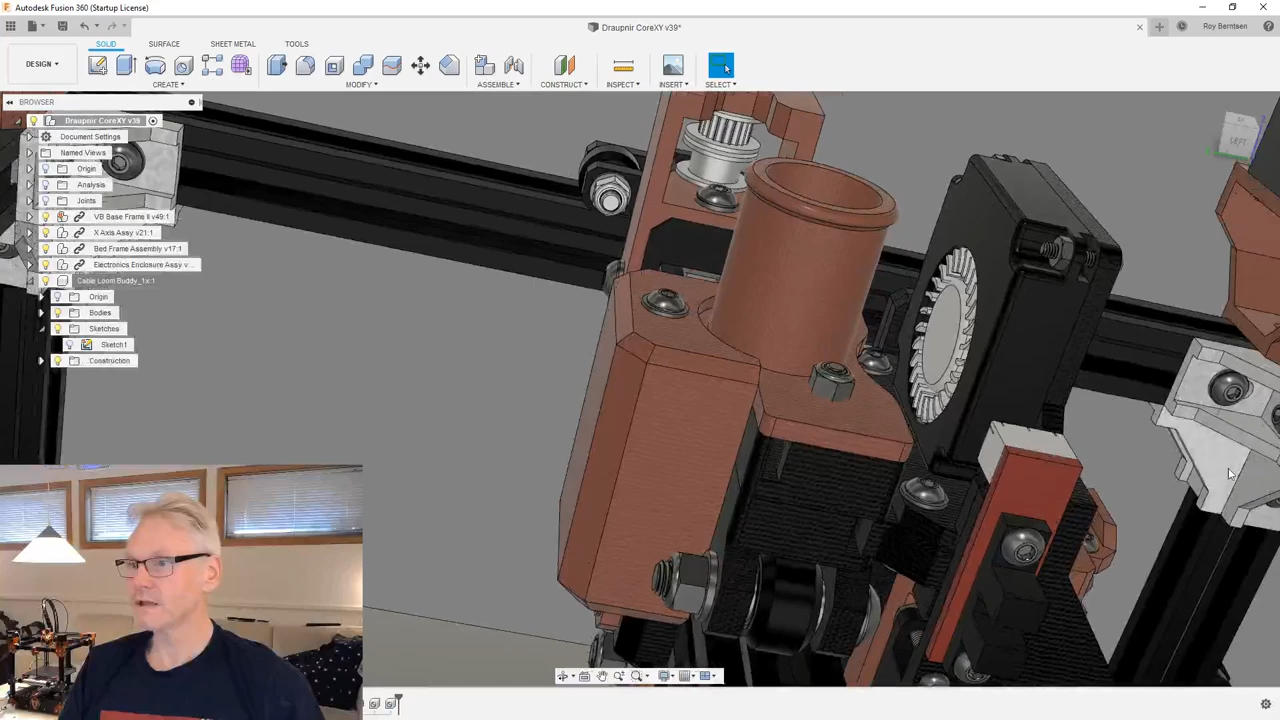 Autodesk Fusion 360 (Startup License)
Draupnir CoreXY v39*
Roy Berntsen
DESIGN
SOLID
SURFACE
SHEET METAL
TOOLS
CREATE
MODIFY
ASSEMBLE
CONSTRUCT
INSPECT
INSERT
SELECT
BROWSER
Draupnir CoreXY v39
Document Settings
Named Views
Origin
Analysis
Joints
VB Base Frame II v49:1
X Axis Assy v21:1
Bed Frame Assembly v17:1
Electronics Enclosure Assy v...
Cable Loom Buddy_1x:1
Origin
Bodies
Sketches
Sketch1
Construction
LEFT